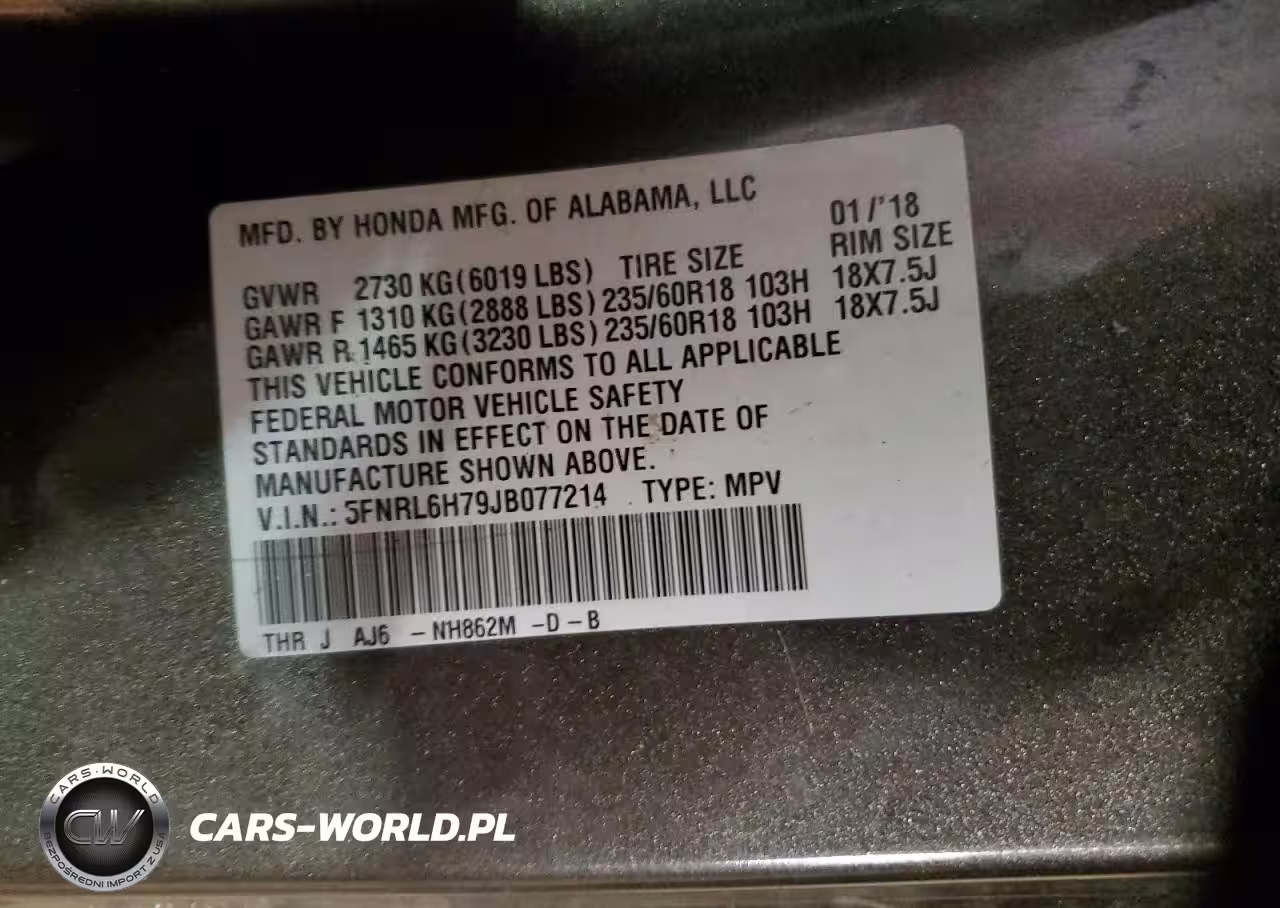 MFD. BY HONDA MFG. OF ALABAMA, LLC 01/'18
GVWR 2730 KG(6019 LBS) TIRE SIZE RIM SIZE
GAWR F 1310 KG(2888 LBS) 235/60R18 103H 18X7.5J
GAWR R 1465 KG(3230 LBS) 235/60R18 103H 18X7.5J
THIS VEHICLE CONFORMS TO ALL APPLICABLE
FEDERAL MOTOR VEHICLE SAFETY
STANDARDS IN EFFECT ON THE DATE OF
MANUFACTURE SHOWN ABOVE.
V.I.N.: 5FNRL6H79JB077214 TYPE: MPV
THR J AJ6 -NH862M -D-B
CARS-WORLD
CW
BEZPOŚREDNI IMPORT Z USA
CARS-WORLD.PL